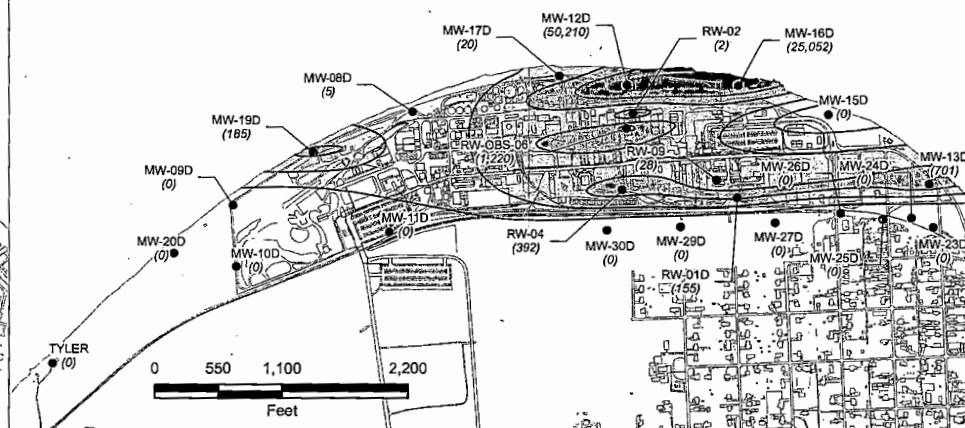 MW-12D
(50,210)
MW-17D
(20)
RW-02
(2)
MW-16D
(25,052)
MW-08D
(5)
MW-15D
(0)
MW-19D
(185)
RW-OBS-06
(1,220)
RW-09
(28)
MW-26D
(0)
MW-24D
(0)
MW-13D
(701)
MW-09D
(0)
MW-11D
(0)
RW-04
(392)
MW-30D
(0)
MW-29D
(0)
MW-27D
(0)
MW-23D
(0)
MW-20D
(0)
MW-10D
(0)
MW-25D
(0)
RW-01D
(155)
TYLER
(0)
0 550 1,100 2,200
Feet